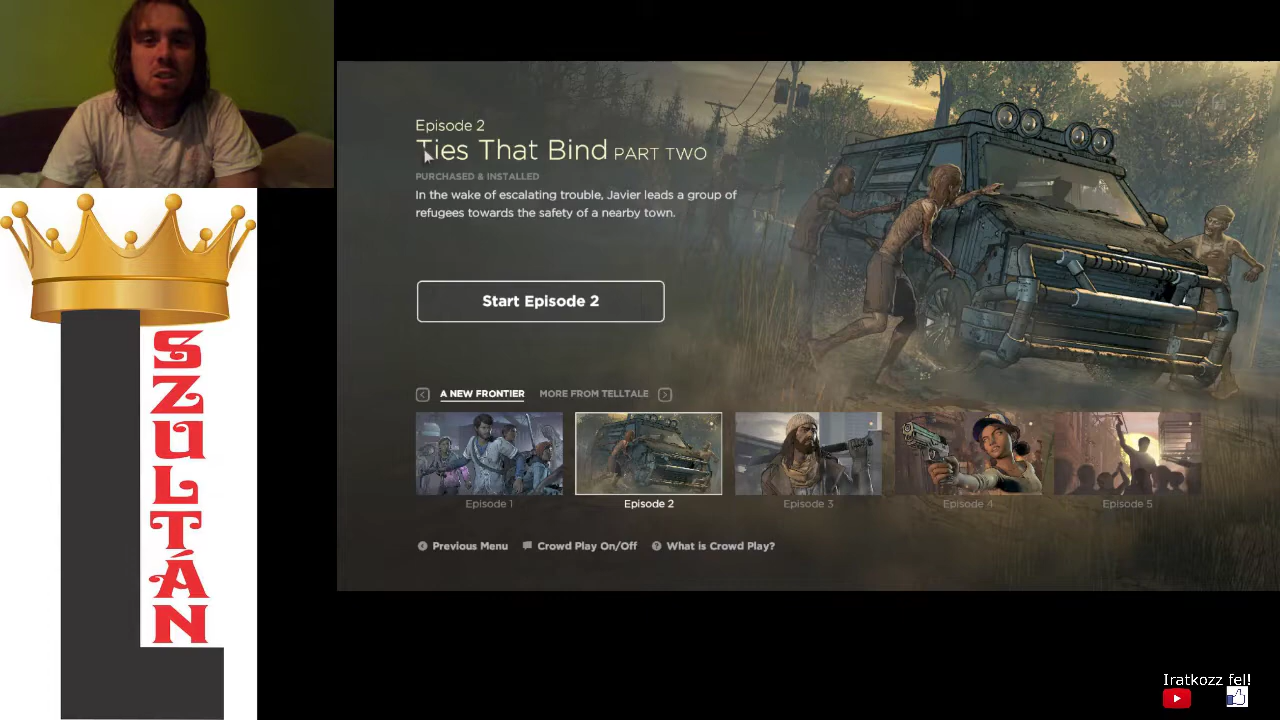 SZULTÁN
L
Episode 2
Ties That Bind PART TWO
PURCHASED & INSTALLED
In the wake of escalating trouble, Javier leads a group of
refugees towards the safety of a nearby town.
Start Episode 2
A NEW FRONTIER MORE FROM TELLTALE
Episode 1 Episode 2 Episode 3 Episode 4 Episode 5
Previous Menu Crowd Play On/Off What is Crowd Play?
Iratkozz fel!